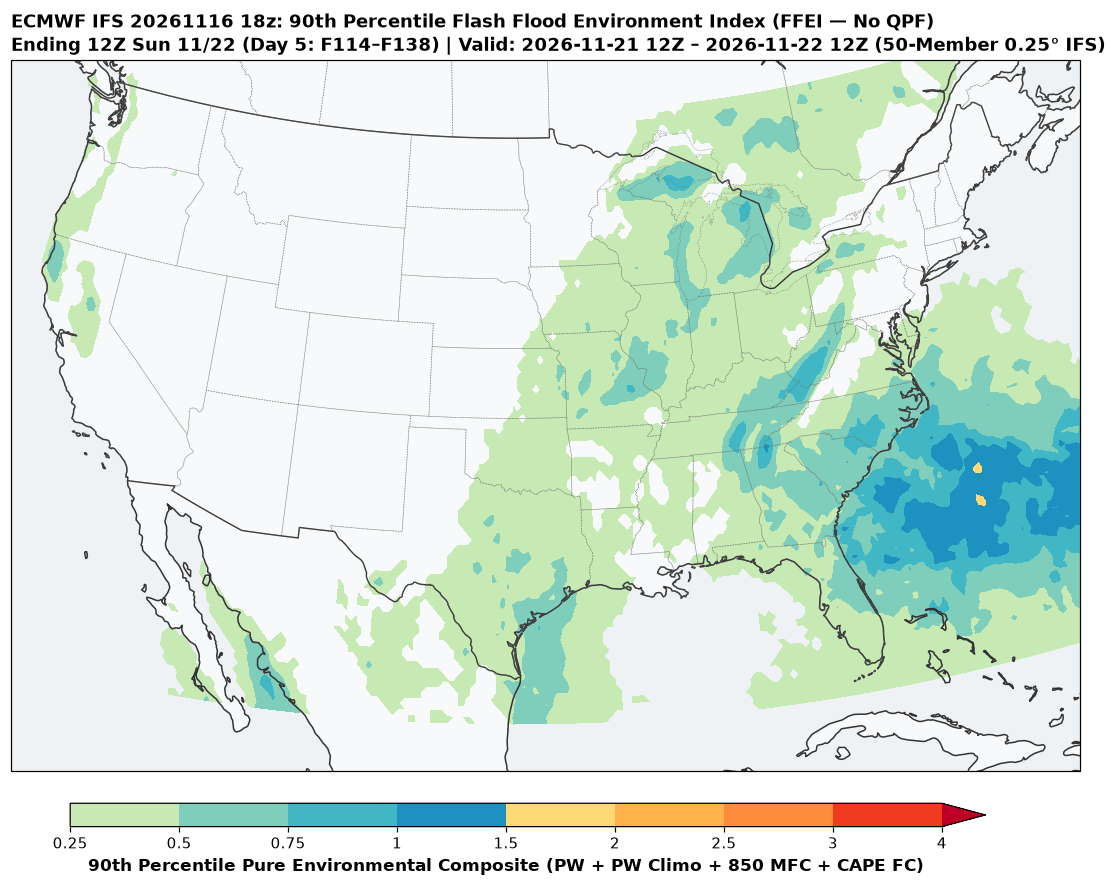 ECMWF IFS 20261116 18z: 90th Percentile Flash Flood Environment Index (FFEI — No QPF)
Ending 12Z Sun 11/22 (Day 5: F114–F138) | Valid: 2026-11-21 12Z – 2026-11-22 12Z (50-Member 0.25° IFS)
0.25 0.5 0.75 1 1.5 2 2.5 3 4
90th Percentile Pure Environmental Composite (PW + PW Climo + 850 MFC + CAPE FC)